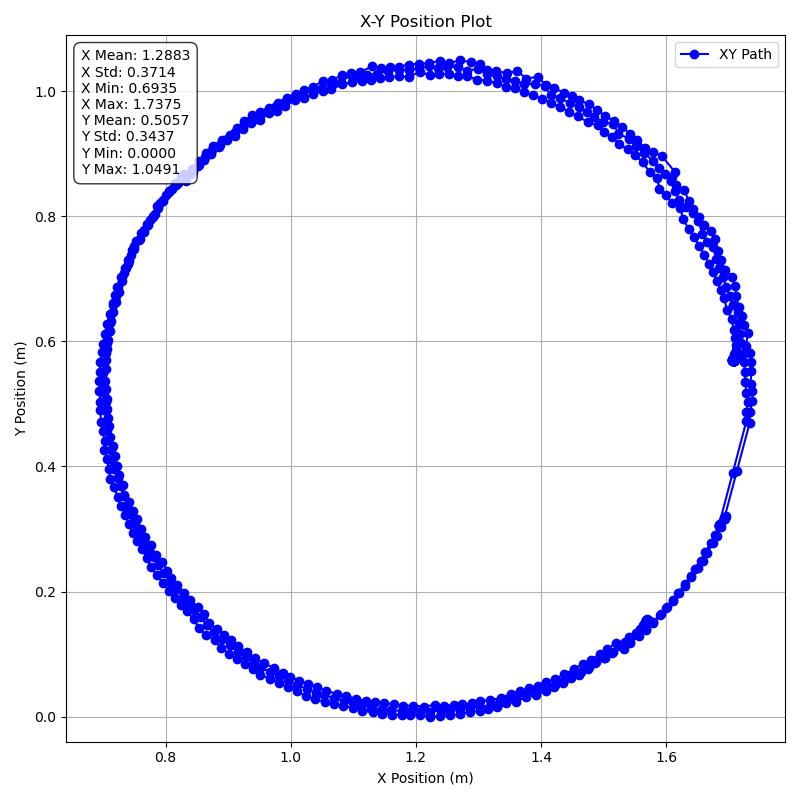 X-Y Position Plot
X Mean: 1.2883
X Std: 0.3714
X Min: 0.6935
X Max: 1.7375
Y Mean: 0.5057
Y Std: 0.3437
Y Min: 0.0000
Y Max: 1.0491
XY Path
Y Position (m)
1.0
0.8
0.6
0.4
0.2
0.0
0.8 1.0 1.2 1.4 1.6
X Position (m)